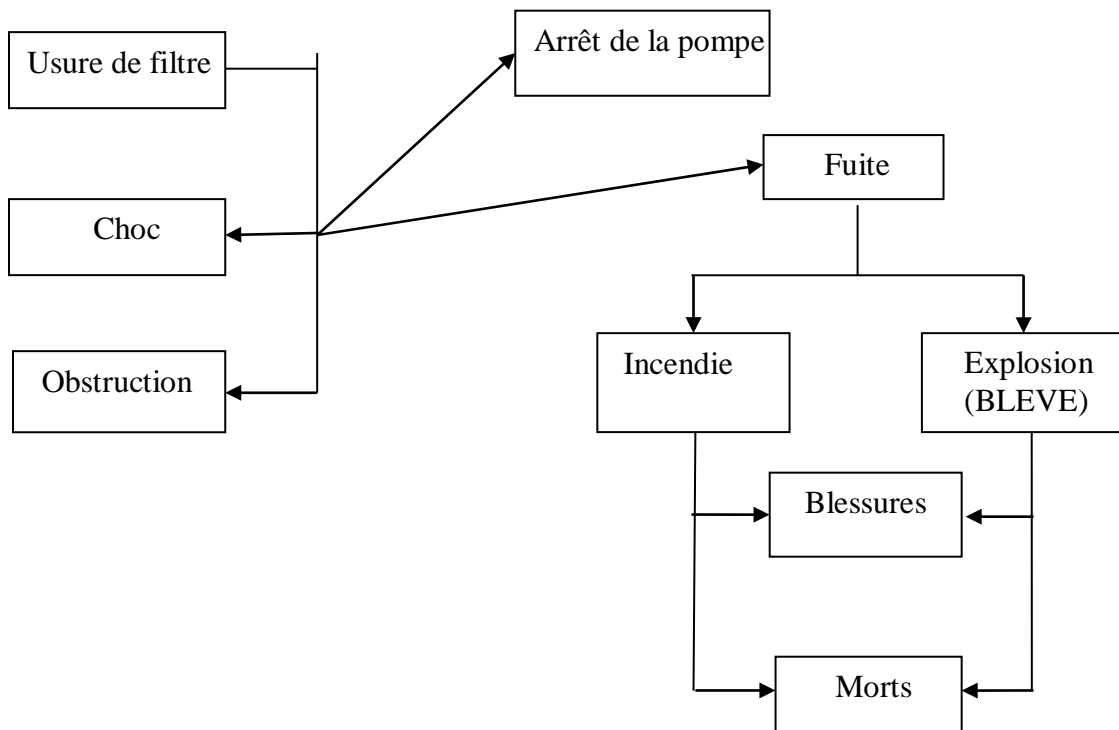 Usure de filtre
Arrêt de la pompe
Fuite
Choc
Obstruction
Incendie
Explosion
(BLEVE)
Blessures
Morts